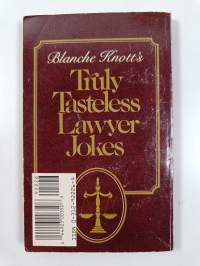 Blanche Knott's
Truly
Tasteless
Lawyer
Jokes